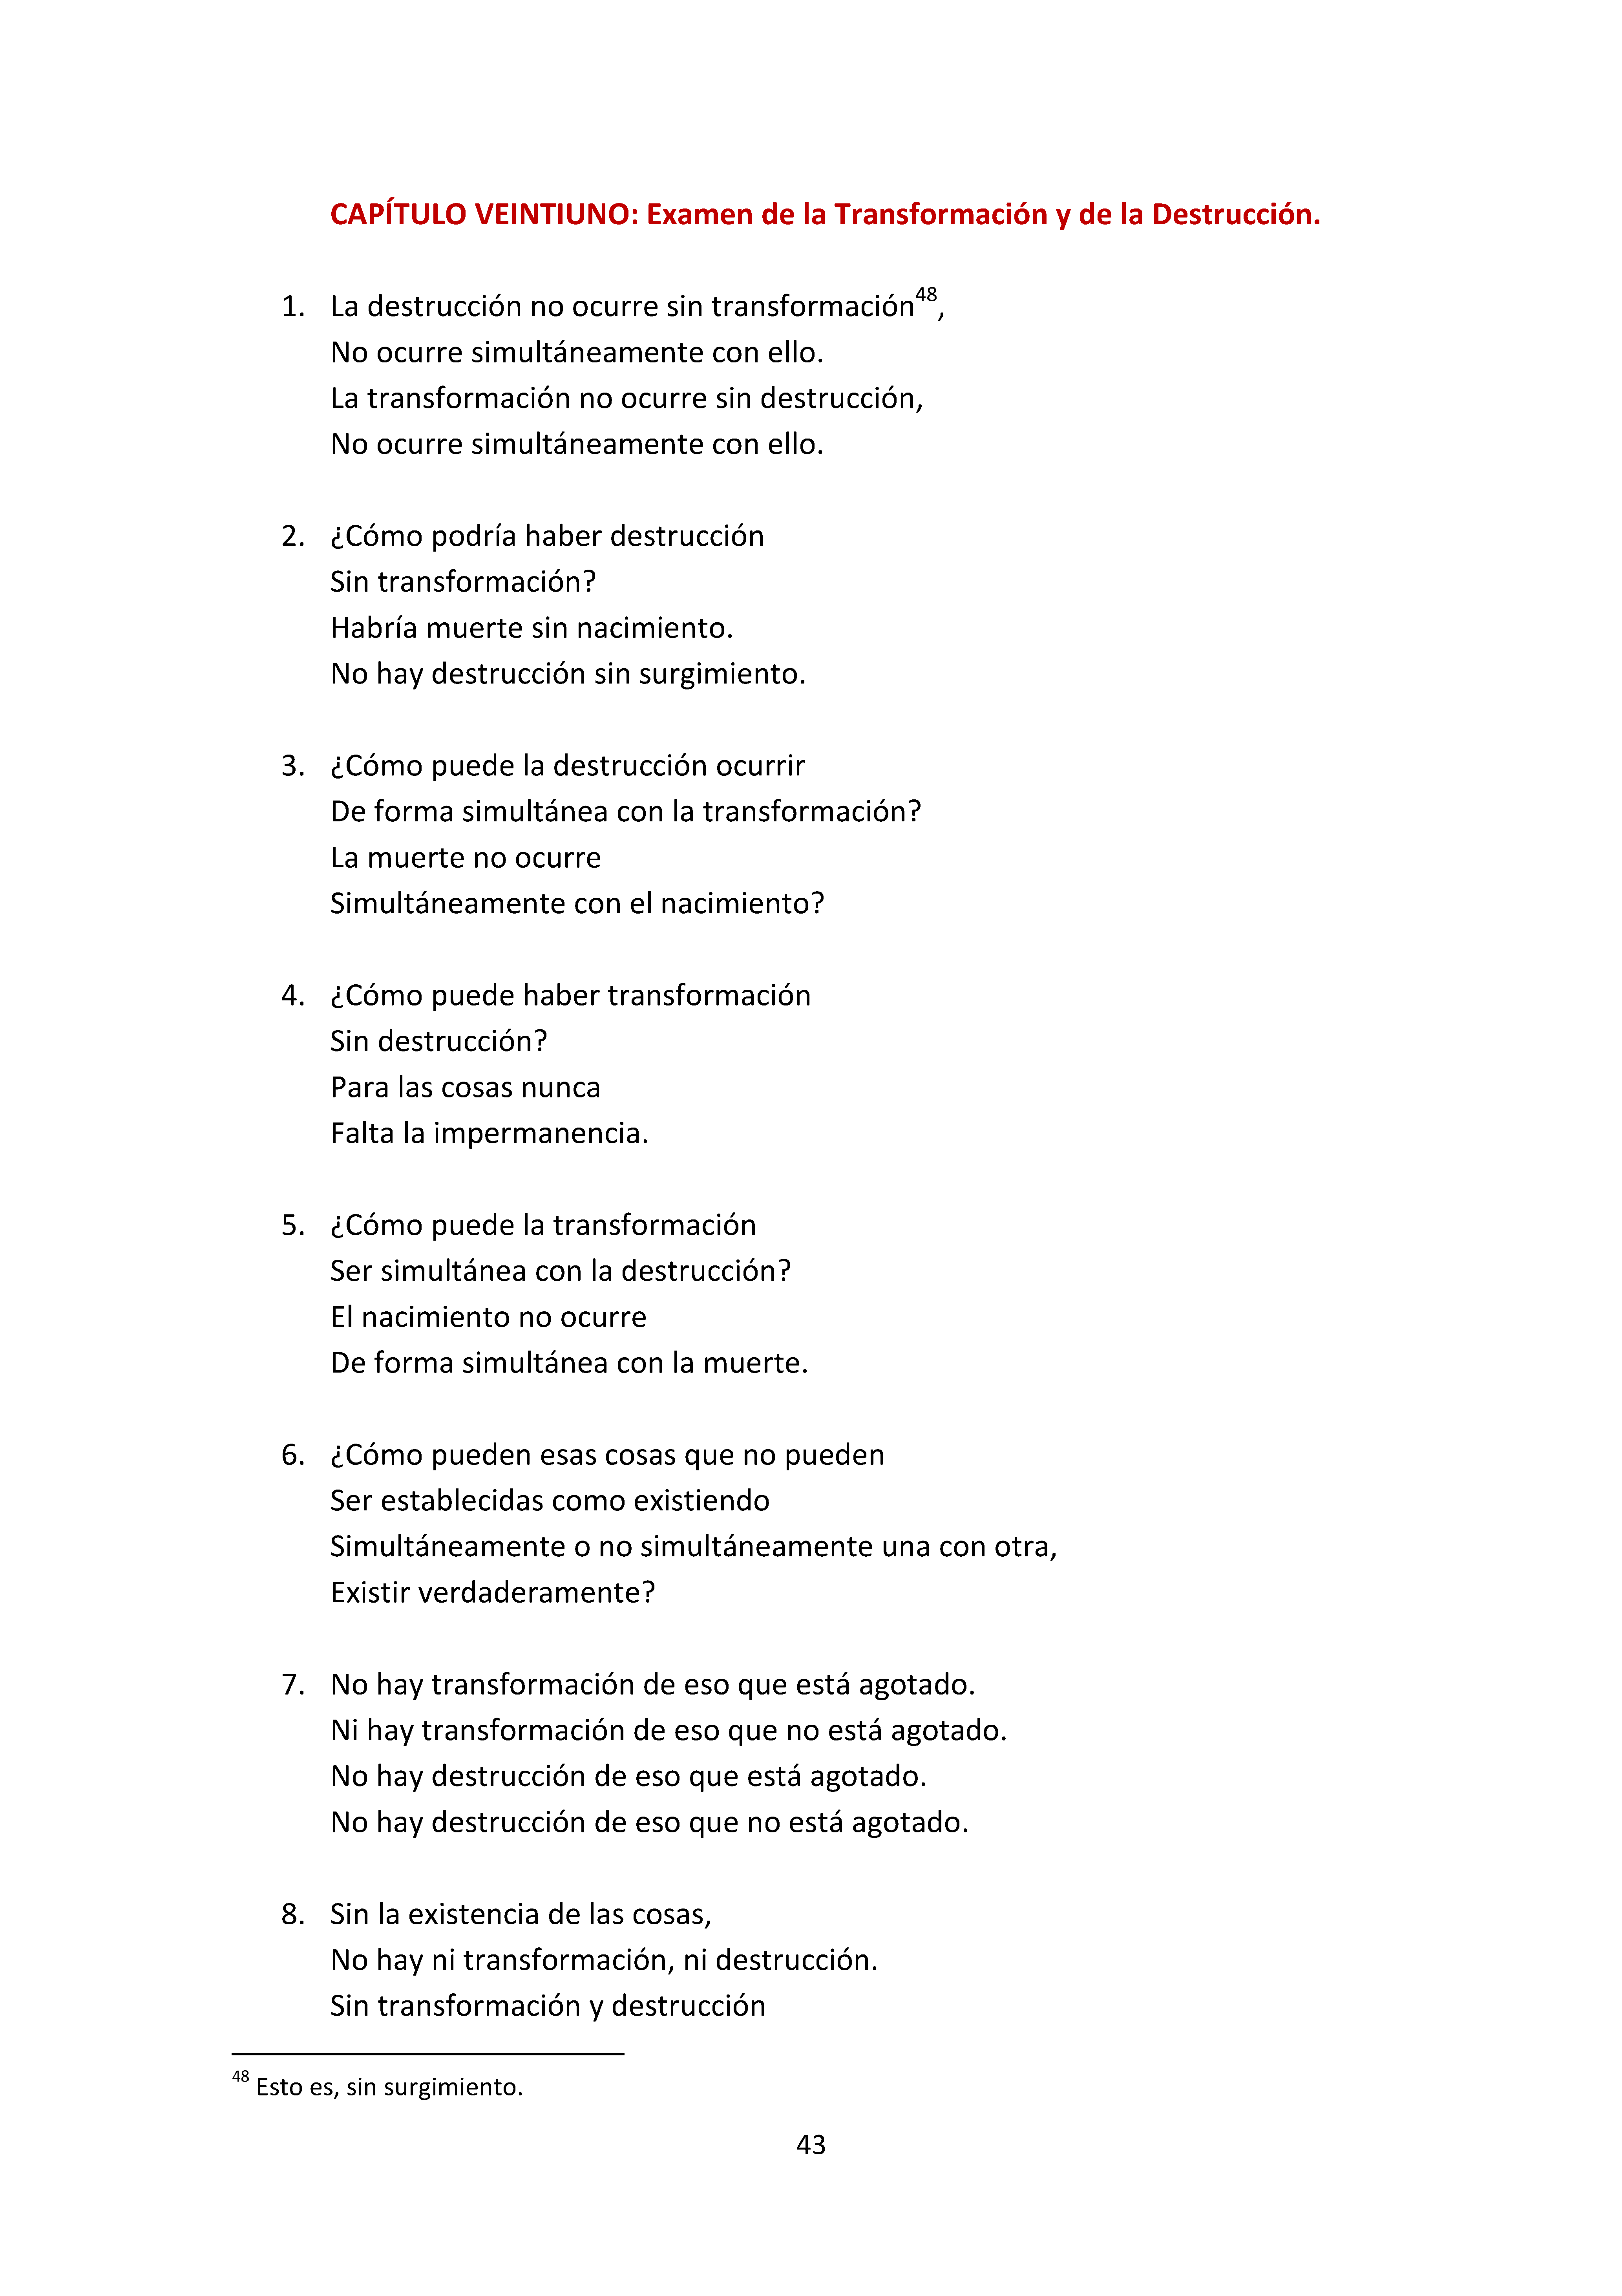 CAPÍTULO VEINTIUNO: Examen de la Transformación y de la Destrucción.
1. La destrucción no ocurre sin transformación48,
No ocurre simultáneamente con ello.
La transformación no ocurre sin destrucción,
No ocurre simultáneamente con ello.
2. ¿Cómo podría haber destrucción
Sin transformación?
Habría muerte sin nacimiento.
No hay destrucción sin surgimiento.
3. ¿Cómo puede la destrucción ocurrir
De forma simultánea con la transformación?
La muerte no ocurre
Simultáneamente con el nacimiento?
4. ¿Cómo puede haber transformación
Sin destrucción?
Para las cosas nunca
Falta la impermanencia.
5. ¿Cómo puede la transformación
Ser simultánea con la destrucción?
El nacimiento no ocurre
De forma simultánea con la muerte.
6. ¿Cómo pueden esas cosas que no pueden
Ser establecidas como existiendo
Simultáneamente o no simultáneamente una con otra,
Existir verdaderamente?
7. No hay transformación de eso que está agotado.
Ni hay transformación de eso que no está agotado.
No hay destrucción de eso que está agotado.
No hay destrucción de eso que no está agotado.
8. Sin la existencia de las cosas,
No hay ni transformación, ni destrucción.
Sin transformación y destrucción
48 Esto es, sin surgimiento.
43